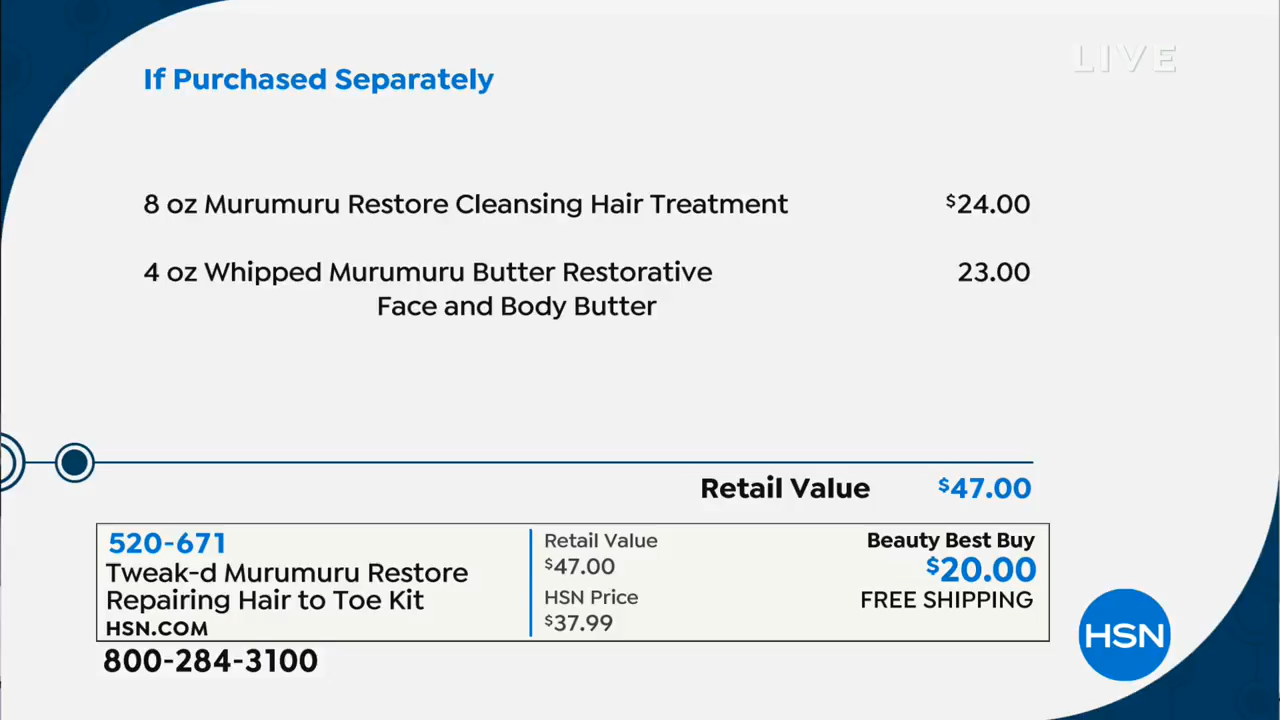 LIVE
If Purchased Separately
8 oz Murumuru Restore Cleansing Hair Treatment $24.00
4 oz Whipped Murumuru Butter Restorative 23.00
Face and Body Butter
Retail Value $47.00
520-671
Tweak-d Murumuru Restore
Repairing Hair to Toe Kit
HSN.COM
Retail Value
$47.00
HSN Price
$37.99
Beauty Best Buy
$20.00
FREE SHIPPING
800-284-3100
HSN